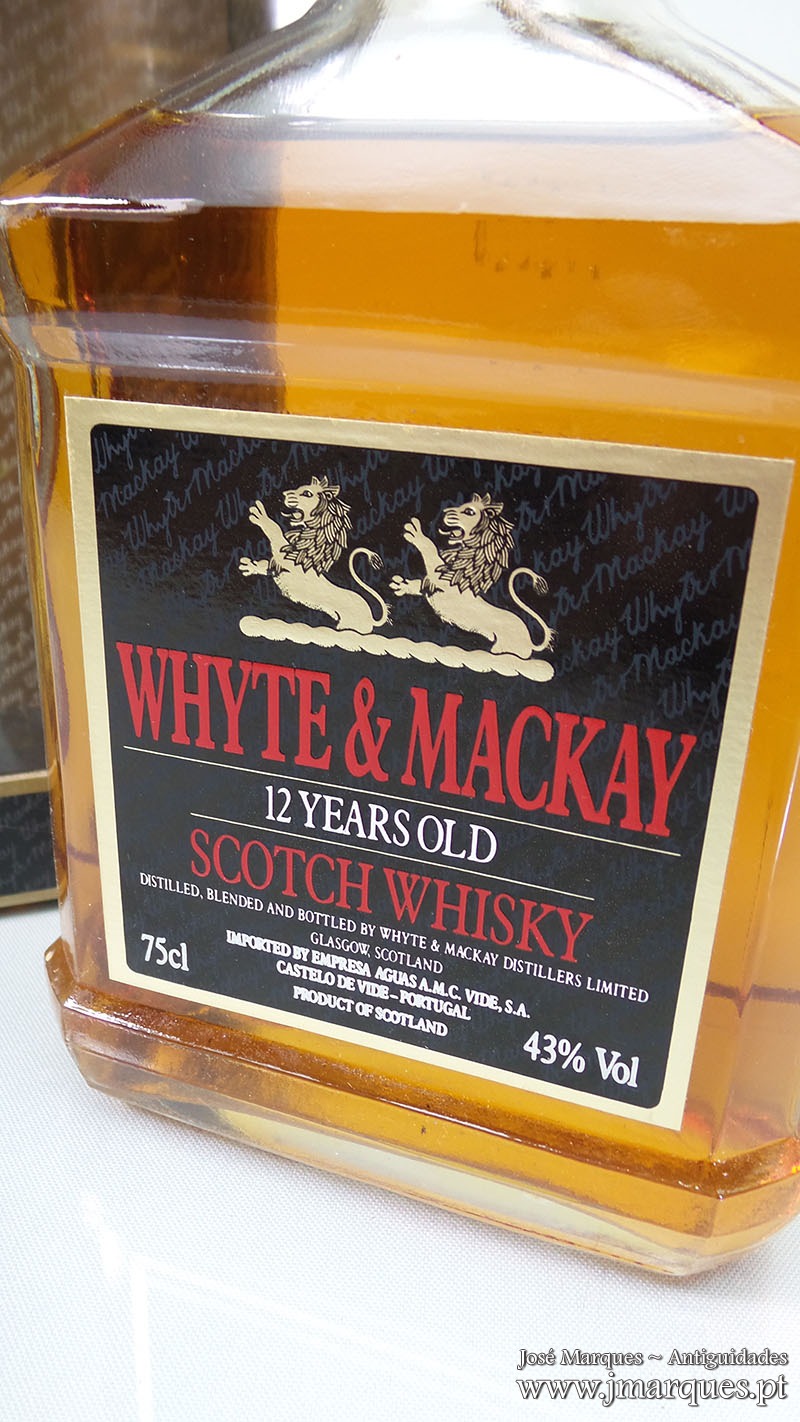 WHYTE & MACKAY
12 YEARS OLD
SCOTCH WHISKY
DISTILLED, BLENDED AND BOTTLED BY WHYTE & MACKAY DISTILLERS LIMITED
GLASGOW, SCOTLAND
IMPORTED BY EMPRESA AGUAS A.M.C. VIDE, S.A.
CASTELO DE VIDE - PORTUGAL
PRODUCT OF SCOTLAND
75cl
43% Vol
José Marques ~ Antiguidades
www.jmarques.pt